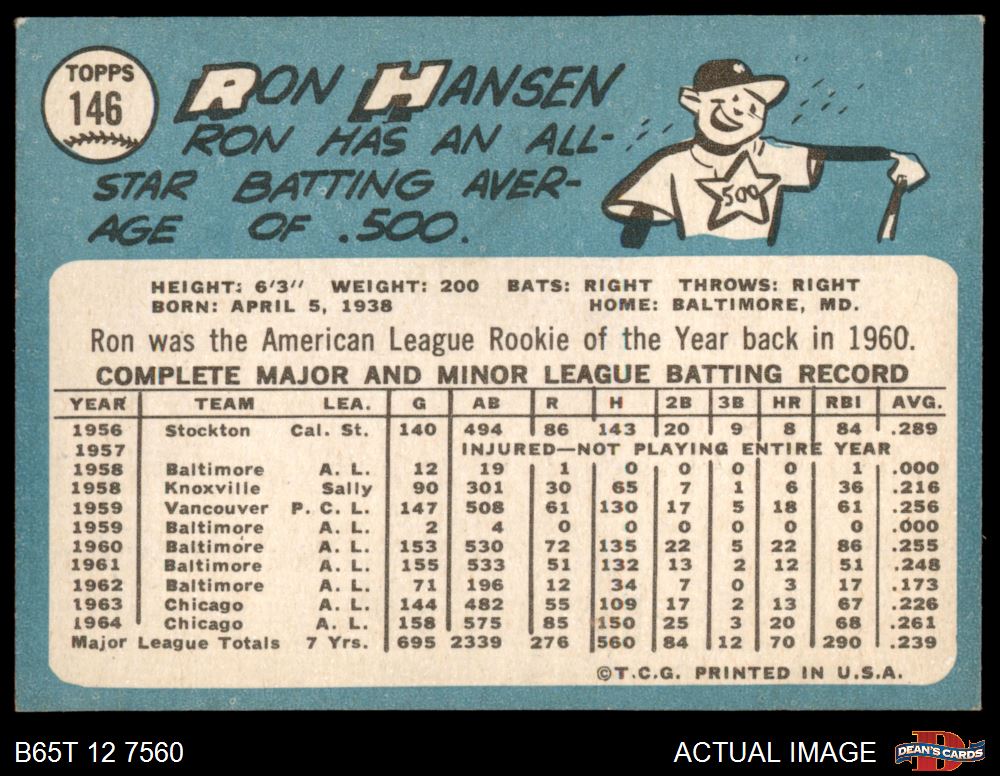 TOPPS
146
RON HANSEN
RON HAS AN ALL-
STAR BATTING AVER-
AGE OF .500.
500
HEIGHT: 6'3" WEIGHT: 200 BATS: RIGHT THROWS: RIGHT
BORN: APRIL 5, 1938 HOME: BALTIMORE, MD.
Ron was the American League Rookie of the Year back in 1960.
COMPLETE MAJOR AND MINOR LEAGUE BATTING RECORD
YEAR TEAM LEA. G AB R H 2B 3B HR RBI AVG.
1956 Stockton Cal. St. 140 494 86 143 20 9 8 84 .289
1957 INJURED—NOT PLAYING ENTIRE YEAR
1958 Baltimore A. L. 12 19 1 0 0 0 0 1 .000
1958 Knoxville Sally 90 301 30 65 7 1 6 36 .216
1959 Vancouver P. C. L. 147 508 61 130 17 5 18 61 .256
1959 Baltimore A. L. 2 4 0 0 0 0 0 0 .000
1960 Baltimore A. L. 153 530 72 135 22 5 22 86 .255
1961 Baltimore A. L. 155 533 51 132 13 2 12 51 .248
1962 Baltimore A. L. 71 196 12 34 7 0 3 17 .173
1963 Chicago A. L. 144 482 55 109 17 2 13 67 .226
1964 Chicago A. L. 158 575 85 150 25 3 20 68 .261
Major League Totals 7 Yrs. 695 2339 276 560 84 12 70 290 .239
©T.C.G. PRINTED IN U.S.A.
B65T 12 7560
ACTUAL IMAGE
DEAN'S CARDS